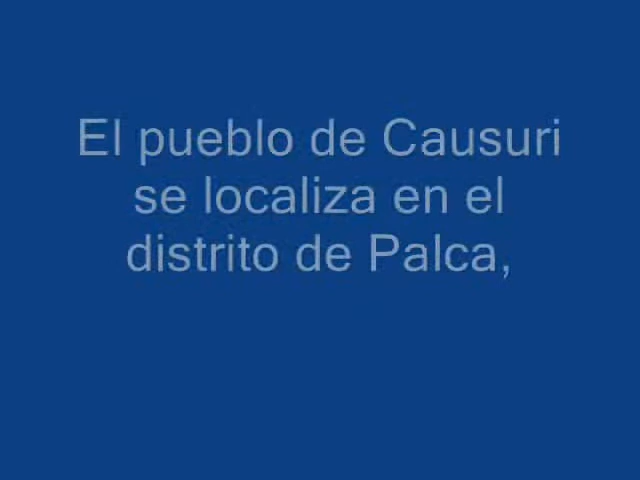 El pueblo de Causuri
se localiza en el
distrito de Palca,